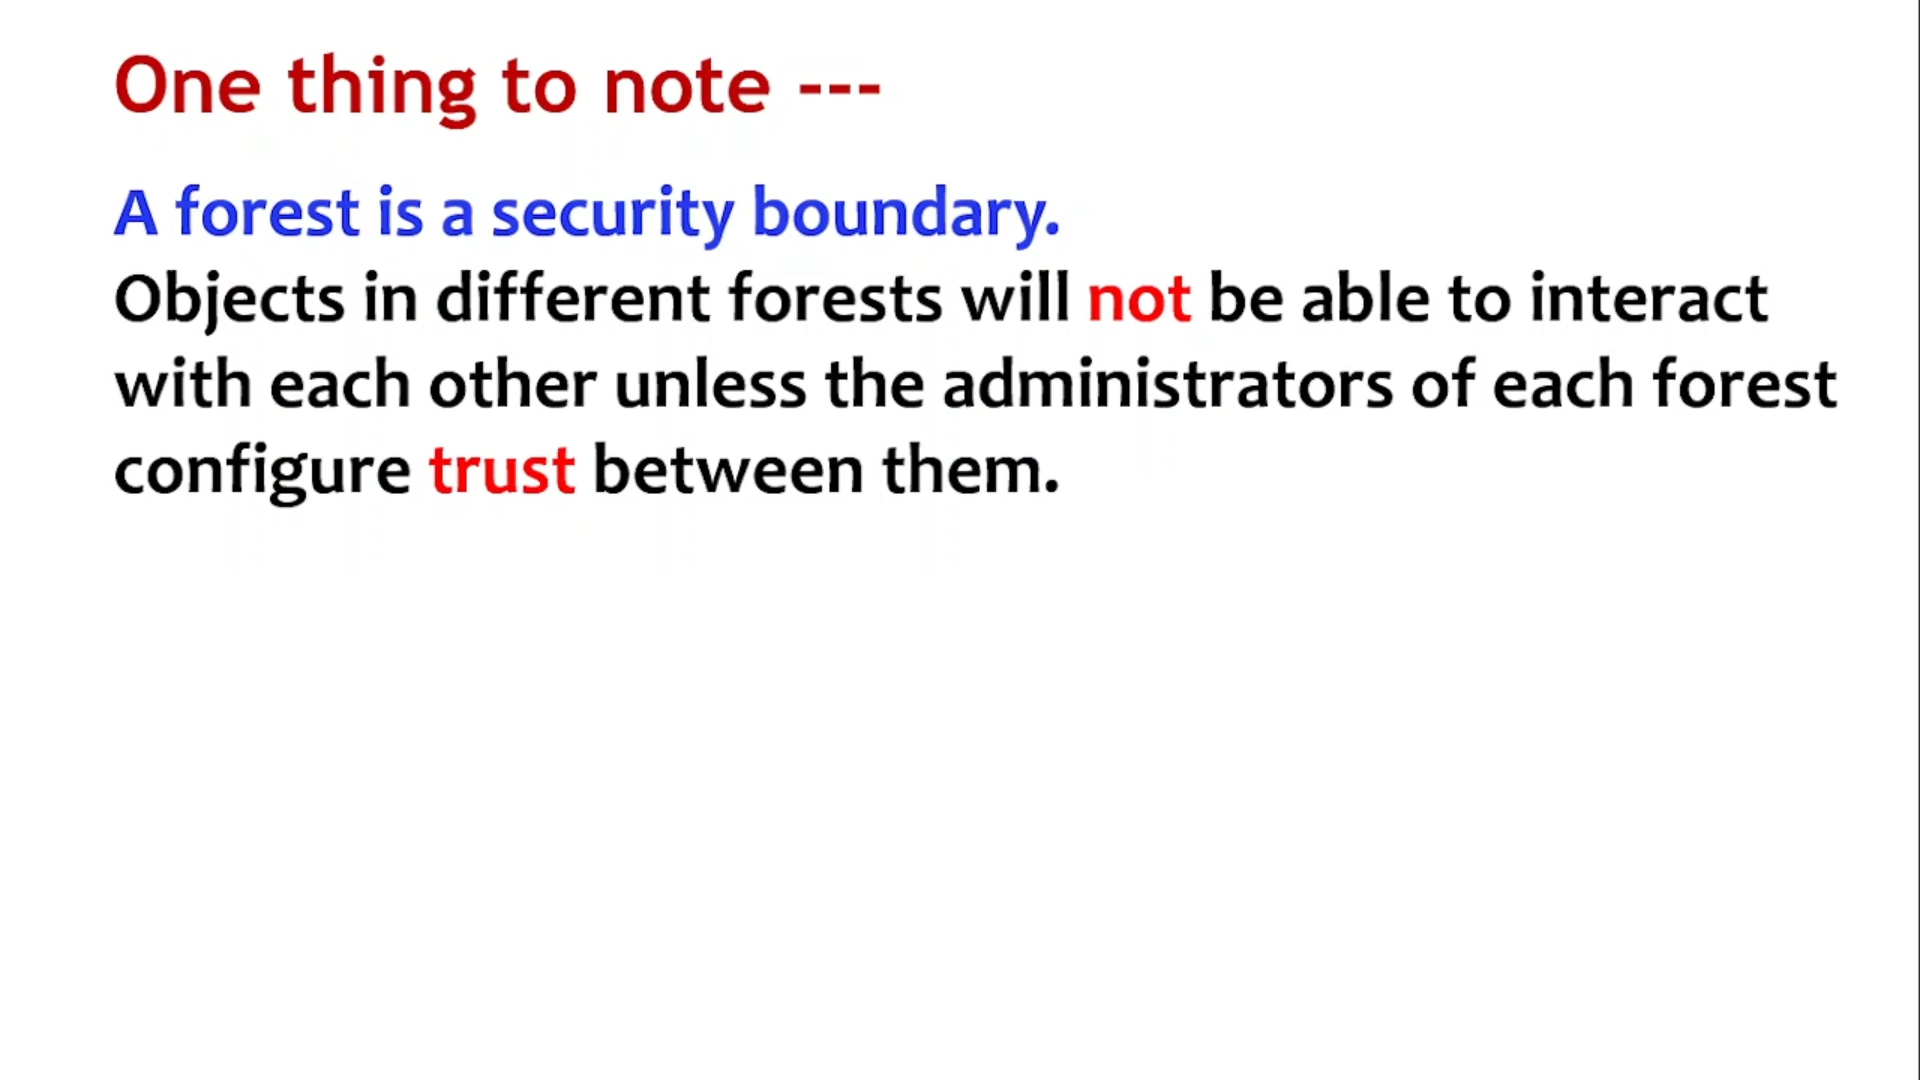 One thing to note ---
A forest is a security boundary.
Objects in different forests will not be able to interact
with each other unless the administrators of each forest
configure trust between them.